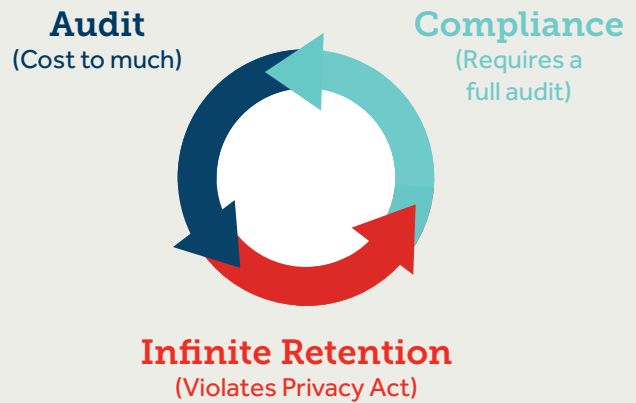 Audit
(Cost to much)
Compliance
(Requires a
full audit)
Infinite Retention
(Violates Privacy Act)